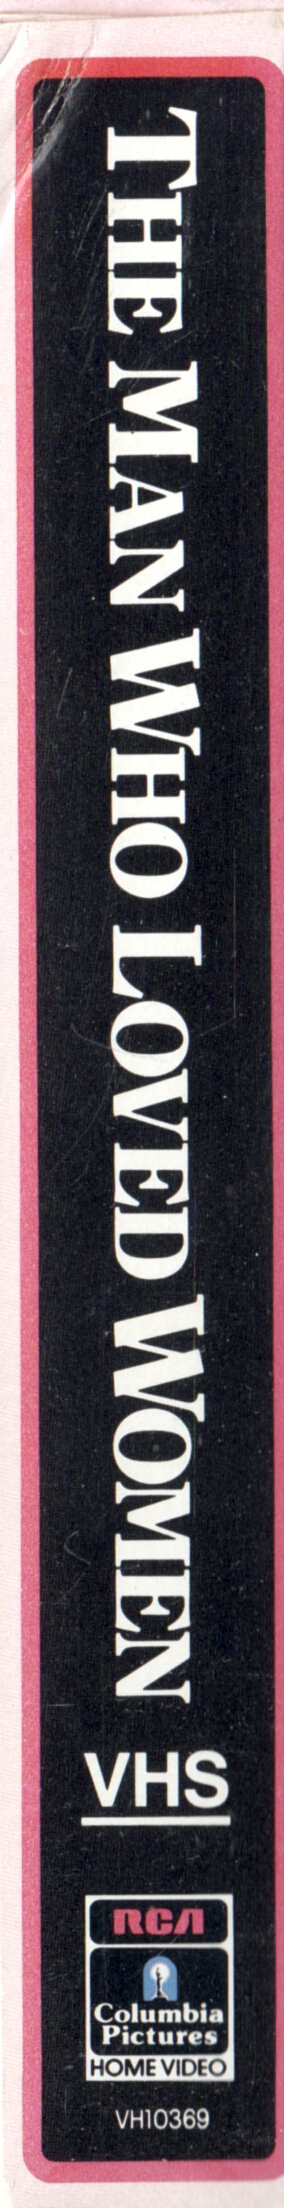 THE MAN WHO LOVED WOMEN
VHS
RCA
Columbia
Pictures
HOME VIDEO
VH10369